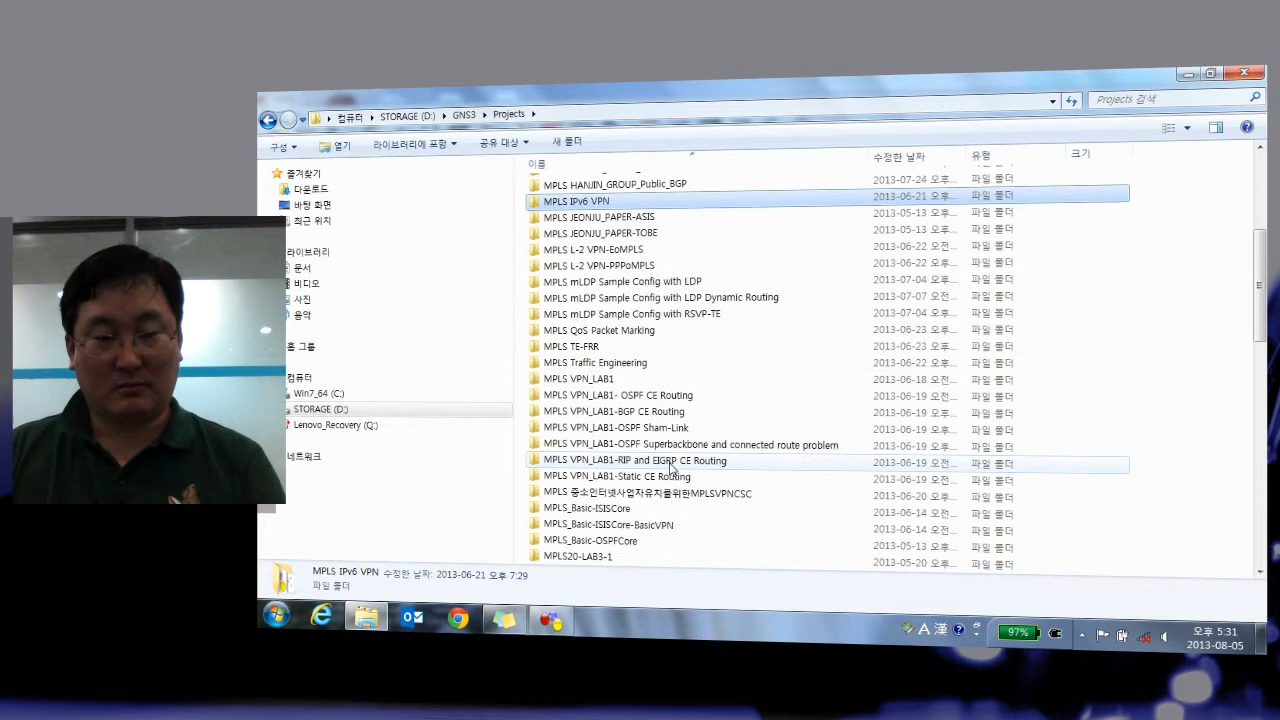 컴퓨터 ▸ STORAGE (D:) ▸ GNS3 ▸ Projects ▸
Projects 검색
구성
열기
라이브러리에 포함
공유 대상
새 폴더
즐겨찾기
다운로드
바탕 화면
최근 위치
라이브러리
문서
비디오
사진
음악
홈 그룹
컴퓨터
Win7_64 (C:)
STORAGE (D:)
Lenovo_Recovery (Q:)
네트워크
이름 수정한 날짜 유형 크기
MPLS HANJIN_GROUP_Public_BGP 2013-07-24 오후... 파일 폴더
MPLS IPv6 VPN 2013-06-21 오후... 파일 폴더
MPLS JEONJU_PAPER-ASIS 2013-05-13 오후... 파일 폴더
MPLS JEONJU_PAPER-TOBE 2013-05-13 오후... 파일 폴더
MPLS L-2 VPN-EoMPLS 2013-06-22 오전... 파일 폴더
MPLS L-2 VPN-PPPoMPLS 2013-06-22 오후... 파일 폴더
MPLS mLDP Sample Config with LDP 2013-07-04 오후... 파일 폴더
MPLS mLDP Sample Config with LDP Dynamic Routing 2013-07-07 오전... 파일 폴더
MPLS mLDP Sample Config with RSVP-TE 2013-07-04 오후... 파일 폴더
MPLS QoS Packet Marking 2013-06-23 오후... 파일 폴더
MPLS TE-FRR 2013-06-23 오후... 파일 폴더
MPLS Traffic Engineering 2013-06-22 오후... 파일 폴더
MPLS VPN_LAB1 2013-06-18 오전... 파일 폴더
MPLS VPN_LAB1- OSPF CE Routing 2013-06-19 오전... 파일 폴더
MPLS VPN_LAB1-BGP CE Routing 2013-06-19 오후... 파일 폴더
MPLS VPN_LAB1-OSPF Sham-Link 2013-06-19 오후... 파일 폴더
MPLS VPN_LAB1-OSPF Superbackbone and connected route problem 2013-06-19 오후... 파일 폴더
MPLS VPN_LAB1-RIP and EIGRP CE Routing 2013-06-19 오전... 파일 폴더
MPLS VPN_LAB1-Static CE Routing 2013-06-19 오전... 파일 폴더
MPLS 중소인터넷사업자유치를위한MPLSVPNCSC 2013-06-20 오후... 파일 폴더
MPLS_Basic-ISISCore 2013-06-14 오후... 파일 폴더
MPLS_Basic-ISISCore-BasicVPN 2013-06-14 오후... 파일 폴더
MPLS_Basic-OSPFCore 2013-05-13 오후... 파일 폴더
MPLS20-LAB3-1 2013-05-20 오후... 파일 폴더
MPLS IPv6 VPN 수정한 날짜: 2013-06-21 오후 7:29
파일 폴더
A 漢
97%
오후 5:31
2013-08-05